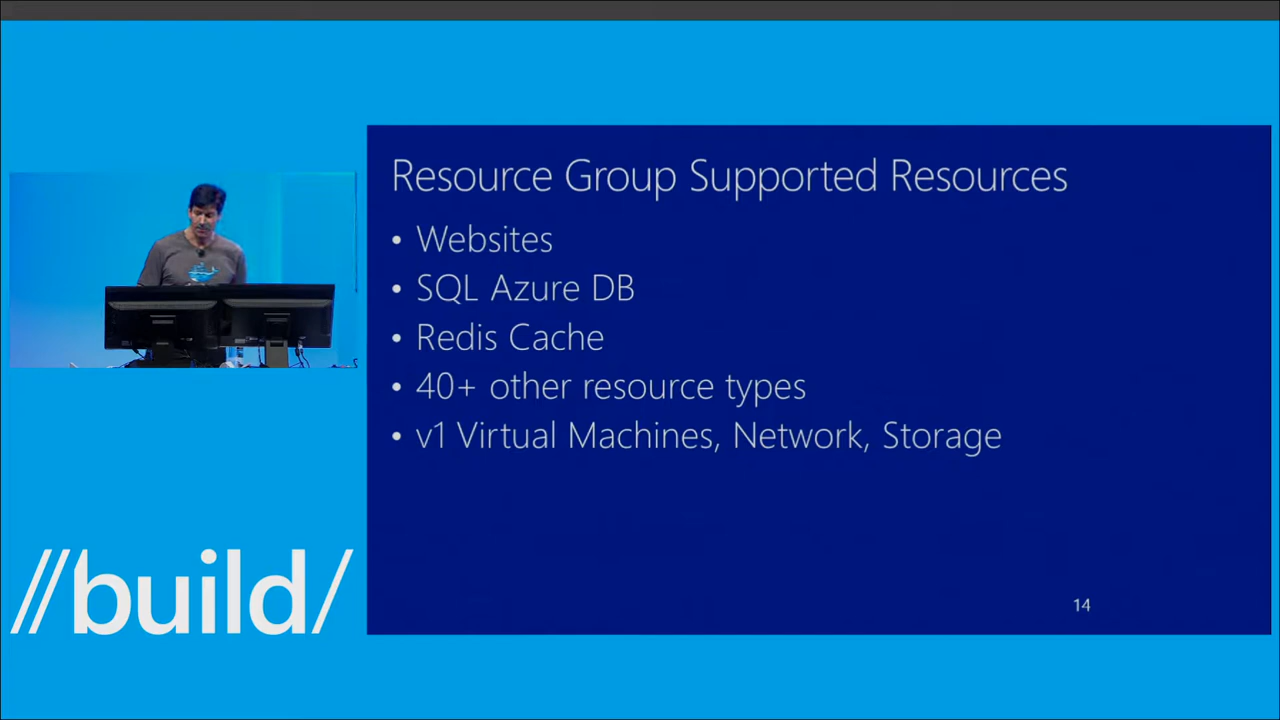 Resource Group Supported Resources
• Websites
• SQL Azure DB
• Redis Cache
• 40+ other resource types
• v1 Virtual Machines, Network, Storage
14
//build/